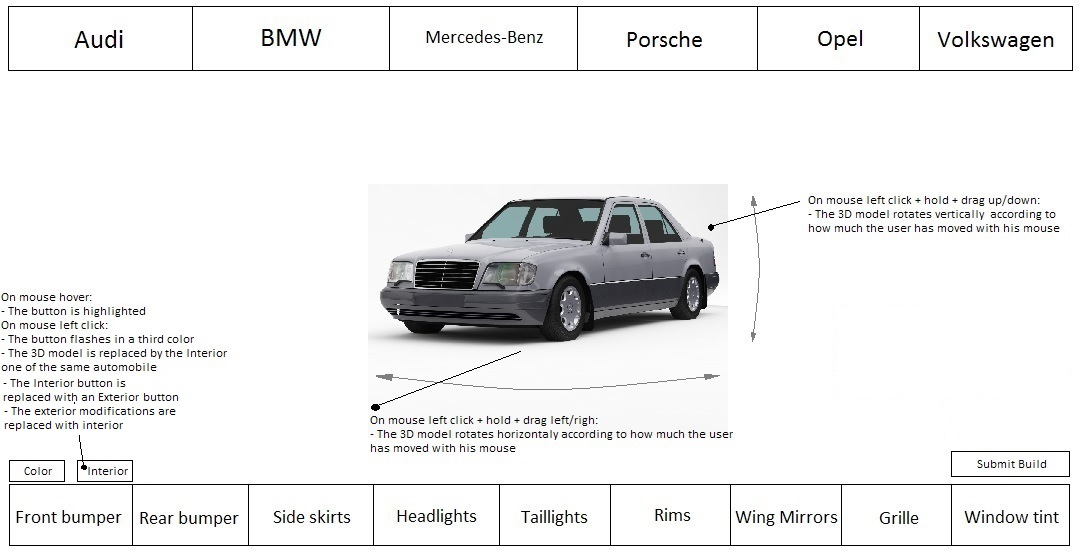 Audi
BMW
Mercedes-Benz
Porsche
Opel
Volkswagen
On mouse left click + hold + drag up/down:
- The 3D model rotates vertically according to
how much the user has moved with his mouse
On mouse hover:
- The button is highlighted
On mouse left click:
- The button flashes in a third color
- The 3D model is replaced by the Interior
one of the same automobile
- The Interior button is
replaced with an Exterior button
- The exterior modifications are
replaced with interior
On mouse left click + hold + drag left/righ:
- The 3D model rotates horizontaly according to how much the user
has moved with his mouse
Color
Interior
Submit Build
Front bumper
Rear bumper
Side skirts
Headlights
Taillights
Rims
Wing Mirrors
Grille
Window tint